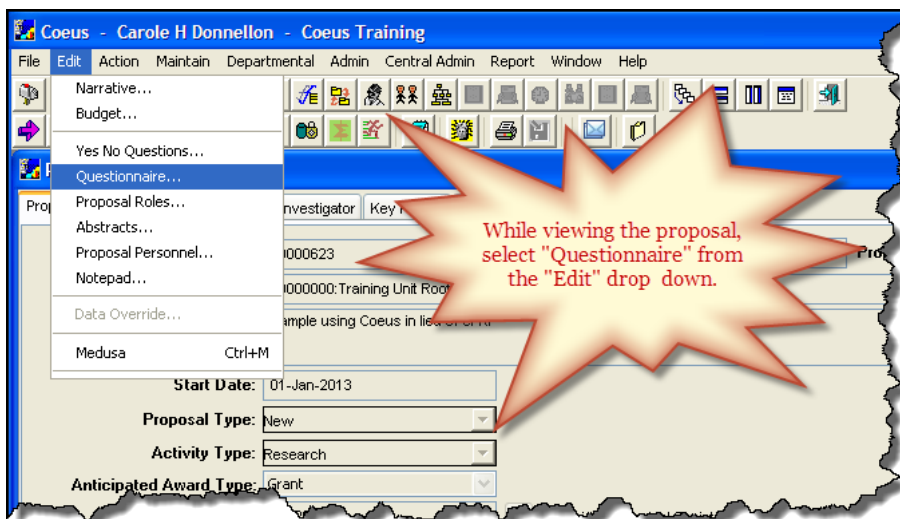 Coeus - Carole H Donnellon - Coeus Training
File Edit Action Maintain Departmental Admin Central Admin Report Window Help
Narrative...
Budget...
Yes No Questions...
Questionnaire...
Proposal Roles...
Abstracts...
Proposal Personnel...
Notepad...
Data Override...
Medusa Ctrl+M
Investigator
0000623
0000000:Training Unit Root
ample using Coeus in
While viewing the proposal,
select "Questionnaire" from
the "Edit" drop down.
Start Date: 01-Jan-2013
Proposal Type: New
Activity Type: Research
Anticipated Award Type: Grant